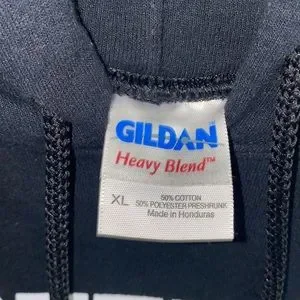 GILDAN
Heavy Blend™
XL
50% COTTON
50% POLYESTER PRESHRUNK
Made in Honduras